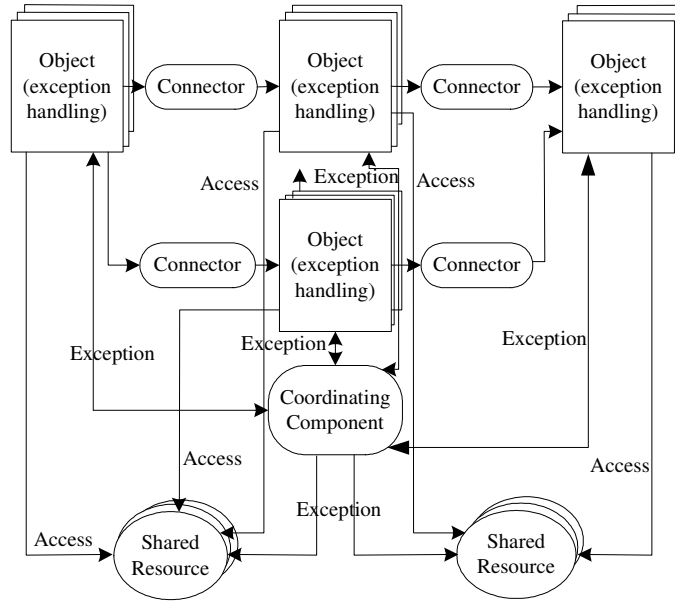 Object
(exception
handling)
Connector
Object
(exception
handling)
Connector
Object
(exception
handling)
Access
Exception
Access
Connector
Object
(exception
handling)
Connector
Exception
Exception
Exception
Coordinating
Component
Access
Access
Access
Exception
Shared
Resource
Shared
Resource